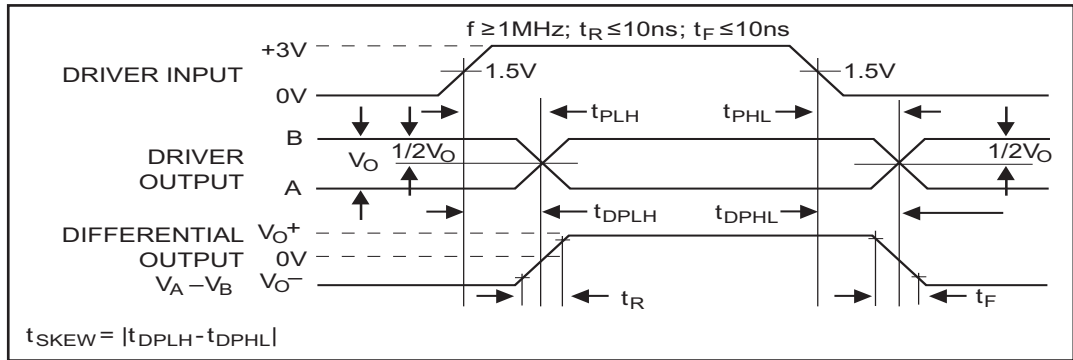 f ≥ 1MHz; tR ≤ 10ns; tF ≤ 10ns
+3V
DRIVER INPUT
1.5V
1.5V
0V
tPLH
tPHL
B
DRIVER
OUTPUT
VO
1/2VO
1/2VO
A
tDPLH
tDPHL
DIFFERENTIAL
OUTPUT
VA – VB
VO+
0V
VO–
tR
tF
tSKEW = |tDPLH - tDPHL|